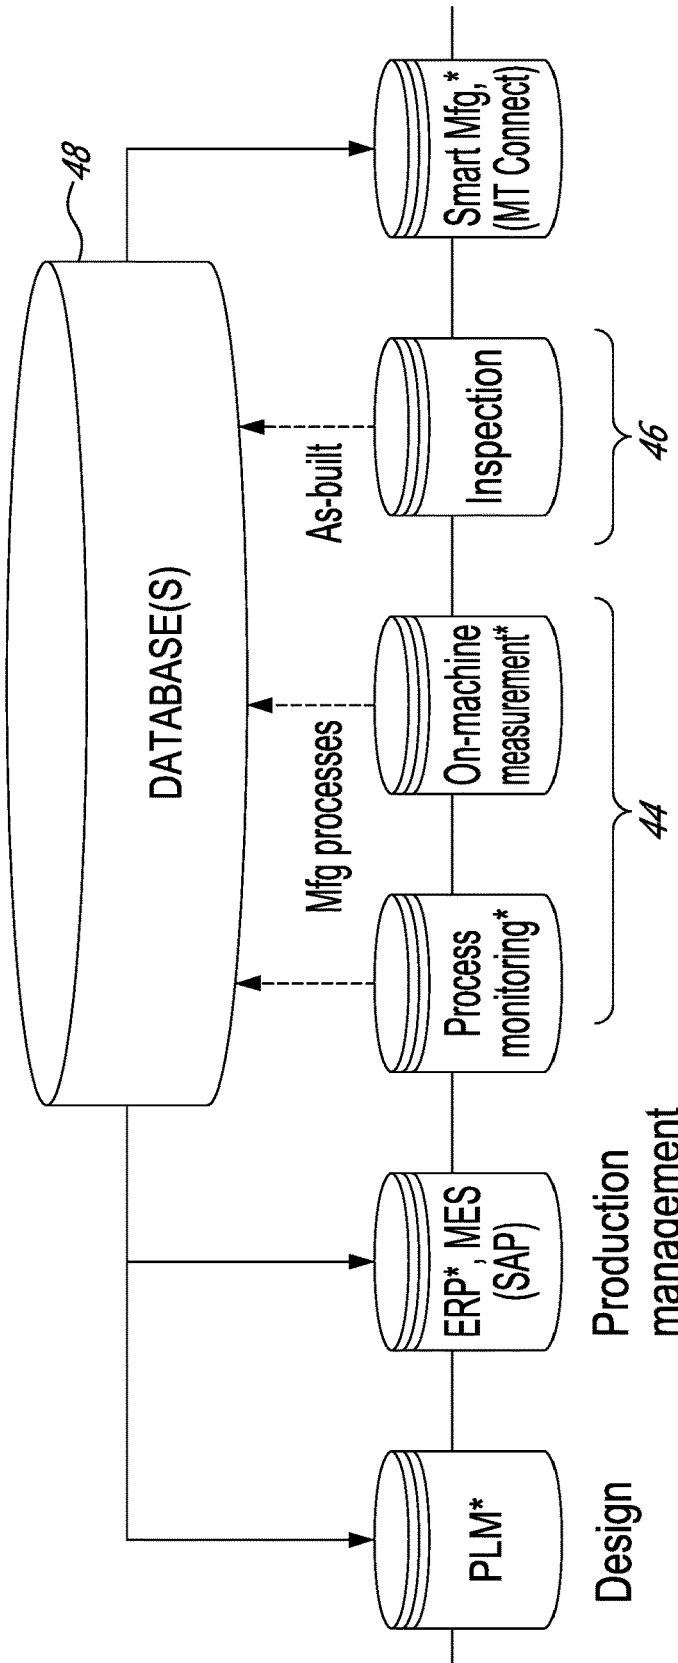 48
DATABASE(S)
Mfg processes
As-built
PLM*
ERP*, MES
(SAP)
Process
monitoring*
On-machine
measurement*
Inspection
Smart Mfg,*
(MT Connect)
Design
Production
management
44
46